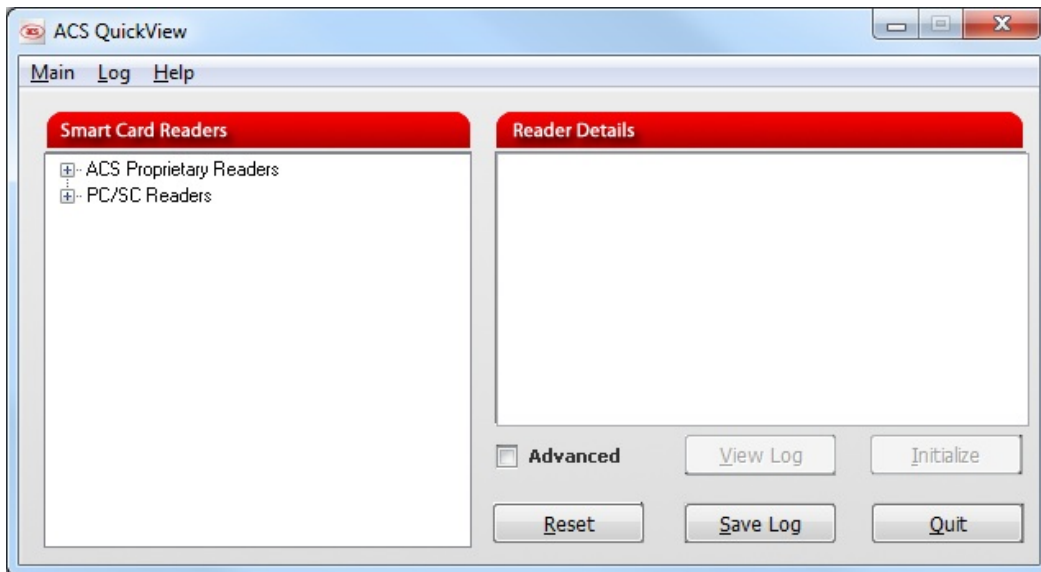 ACS QuickView
Main Log Help
Smart Card Readers
ACS Proprietary Readers
PC/SC Readers
Reader Details
Advanced
View Log
Initialize
Reset
Save Log
Quit